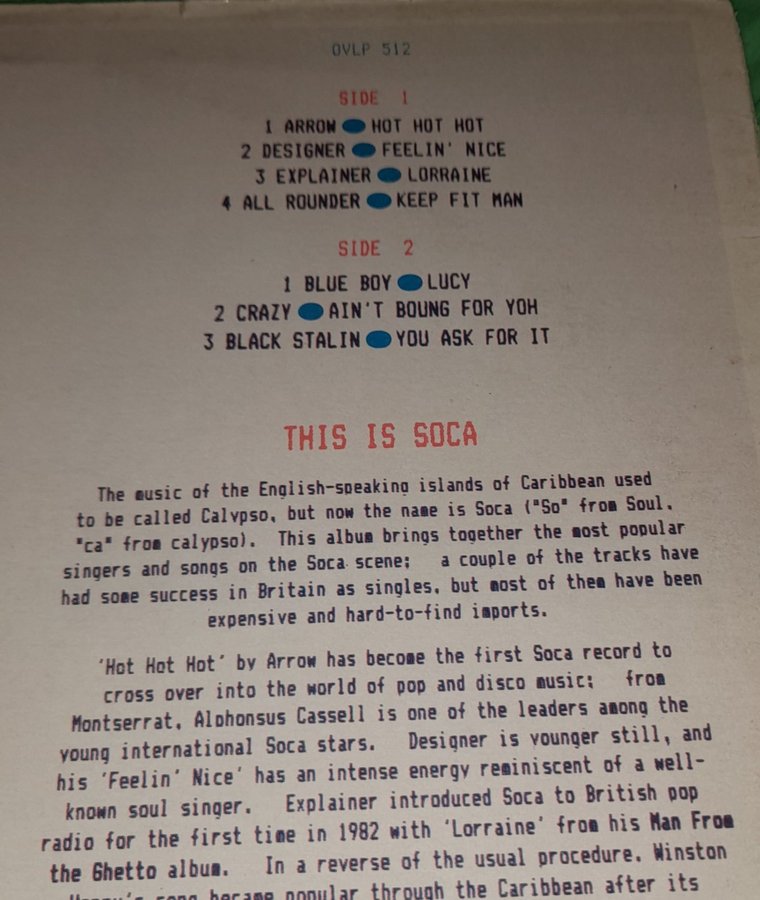 OVLP 512
SIDE 1
1 ARROW HOT HOT HOT
2 DESIGNER FEELIN' NICE
3 EXPLAINER LORRAINE
4 ALL ROUNDER KEEP FIT MAN
SIDE 2
1 BLUE BOY LUCY
2 CRAZY AIN'T BOUNG FOR YOH
3 BLACK STALIN YOU ASK FOR IT
THIS IS SOCA
The music of the English-speaking islands of Caribbean used
to be called Calypso, but now the name is Soca ("So" from Soul,
"ca" from calypso). This album brings together the most popular
singers and songs on the Soca scene; a couple of the tracks have
had some success in Britain as singles, but most of them have been
expensive and hard-to-find imports.
'Hot Hot Hot' by Arrow has become the first Soca record to
cross over into the world of pop and disco music; from
Montserrat, Alphonsus Cassell is one of the leaders among the
young international Soca stars. Designer is younger still, and
his 'Feelin' Nice' has an intense energy reminiscent of a well-
known soul singer. Explainer introduced Soca to British pop
radio for the first time in 1982 with 'Lorraine' from his Man From
the Ghetto album. In a reverse of the usual procedure, Winston
song became popular through the Caribbean after its